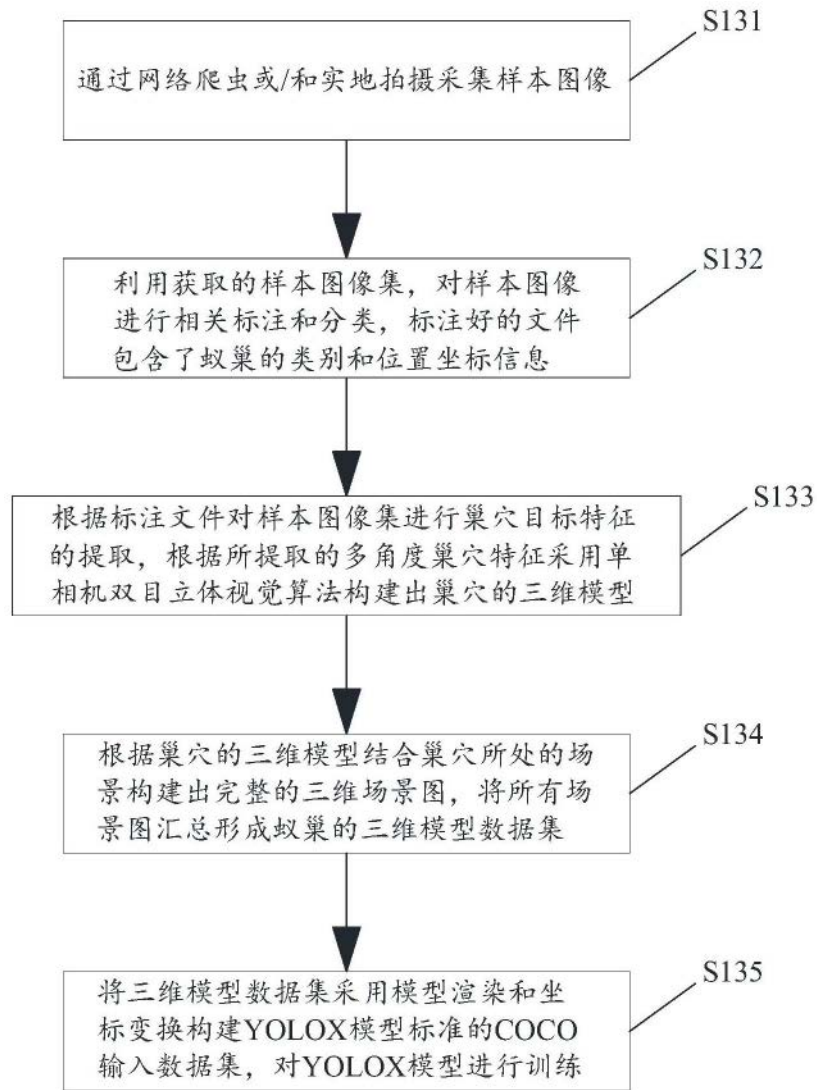 S131
通过网络爬虫或/和实地拍摄采集样本图像
S132
利用获取的样本图像集，对样本图像
进行相关标注和分类，标注好的文件
包含了蚁巢的类别和位置坐标信息
S133
根据标注文件对样本图像集进行巢穴目标特征
的提取，根据所提取的多角度巢穴特征采用单
相机双目立体视觉算法构建出巢穴的三维模型
S134
根据巢穴的三维模型结合巢穴所处的场
景构建出完整的三维场景图，将所有场
景图汇总形成蚁巢的三维模型数据集
S135
将三维模型数据集采用模型渲染和坐
标变换构建YOLOX模型标准的COCO
输入数据集，对YOLOX模型进行训练